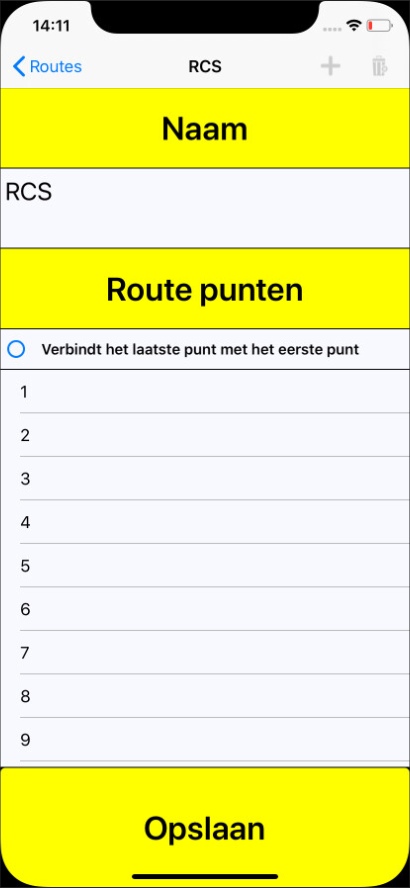 14:11
Routes
RCS
Naam
RCS
Route punten
Verbindt het laatste punt met het eerste punt
1
2
3
4
5
6
7
8
9
Opslaan